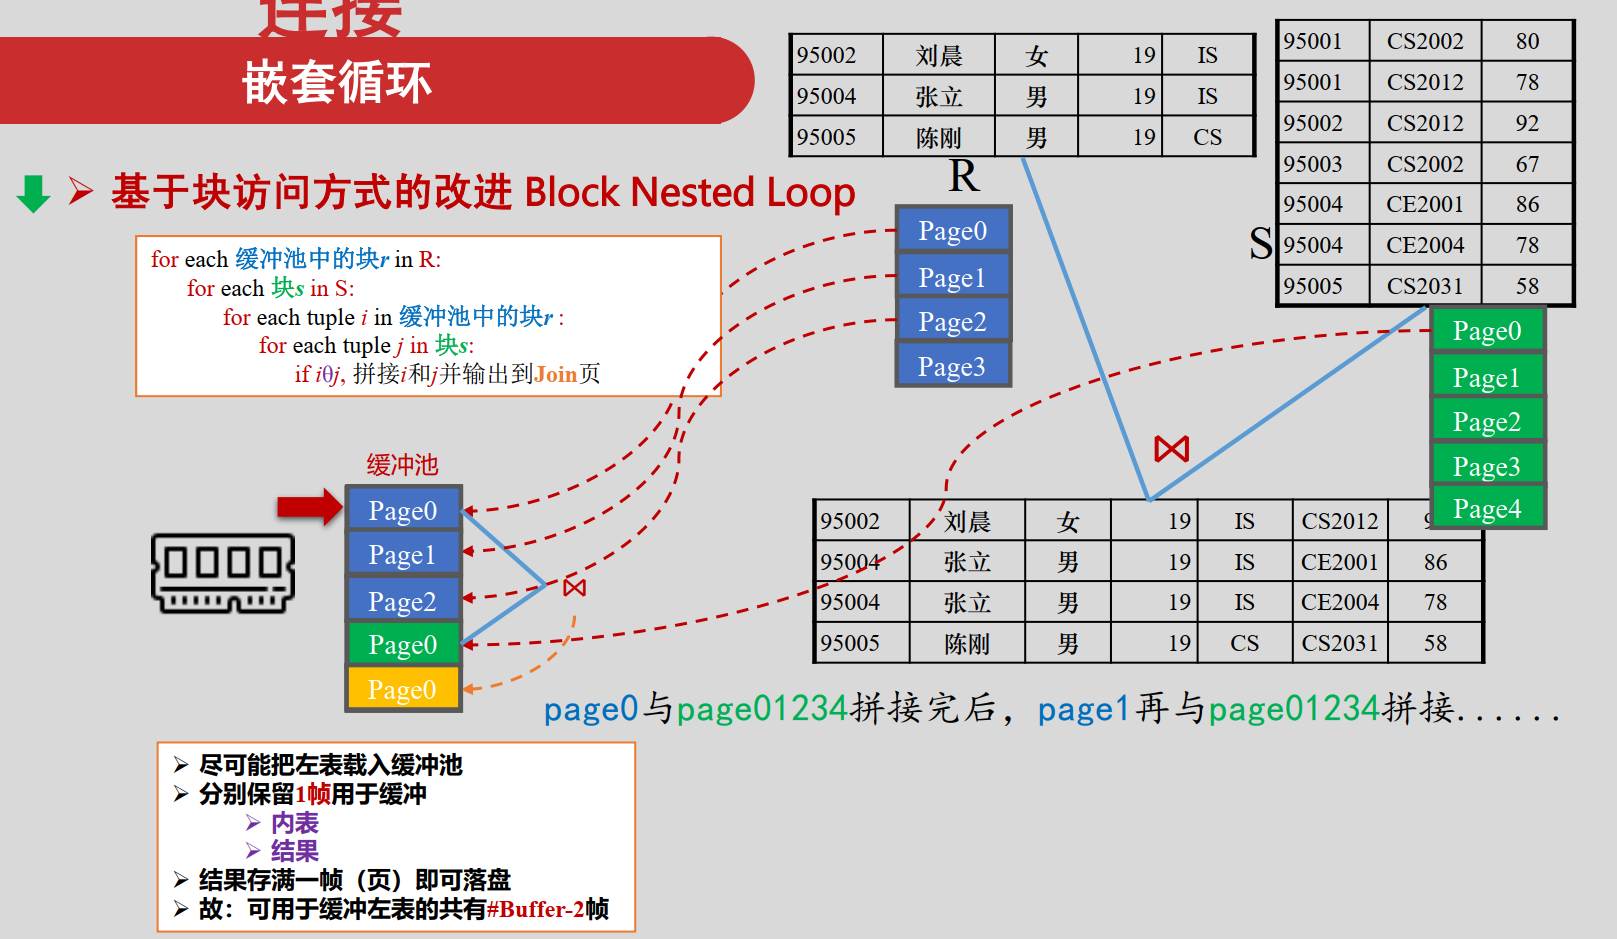 连接
嵌套循环
基于块访问方式的改进 Block Nested Loop
for each 缓冲池中的块r in R:
for each 块s in S:
for each tuple i in 缓冲池中的块r :
for each tuple j in 块s:
if iθj, 拼接i和j并输出到Join页
95002 刘晨 女 19 IS
95004 张立 男 19 IS
95005 陈刚 男 19 CS
R
Page0
Page1
Page2
Page3
95001 CS2002 80
95001 CS2012 78
95002 CS2012 92
95003 CS2002 67
95004 CE2001 86
95004 CE2004 78
95005 CS2031 58
S
Page0
Page1
Page2
Page3
Page4
⋈
缓冲池
Page0
Page1
Page2
Page0
Page0
⋈
95002 刘晨 女 19 IS CS2012
95004 张立 男 19 IS CE2001 86
95004 张立 男 19 IS CE2004 78
95005 陈刚 男 19 CS CS2031 58
page0与page01234拼接完后，page1再与page01234拼接......
尽可能把左表载入缓冲池
分别保留1帧用于缓冲
内表
结果
结果存满一帧（页）即可落盘
故：可用于缓冲左表的共有#Buffer-2帧